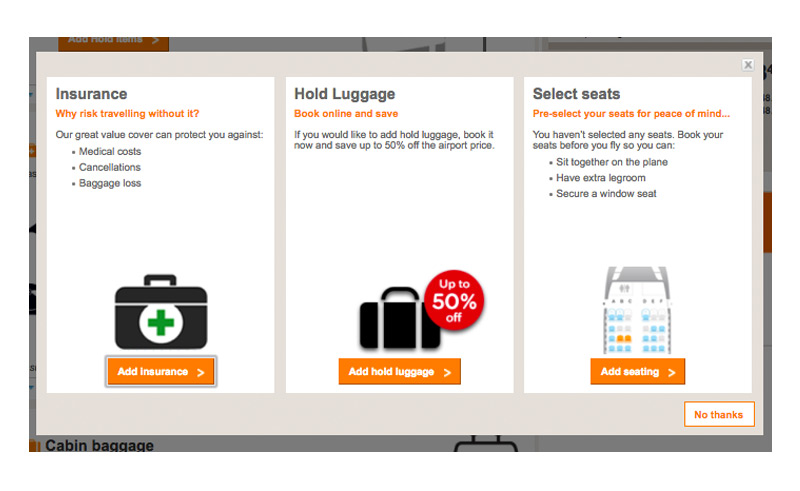 Add Hold Items >
x
Insurance
Why risk travelling without it?
Our great value cover can protect you against:
Medical costs
Cancellations
Baggage loss
Add Insurance >
Hold Luggage
Book online and save
If you would like to add hold luggage, book it
now and save up to 50% off the airport price.
Up to
50%
off
Add hold luggage >
Select seats
Pre-select your seats for peace of mind...
You haven't selected any seats. Book your
seats before you fly so you can:
Sit together on the plane
Have extra legroom
Secure a window seat
A B C D E F
Add seating >
No thanks
Cabin baggage